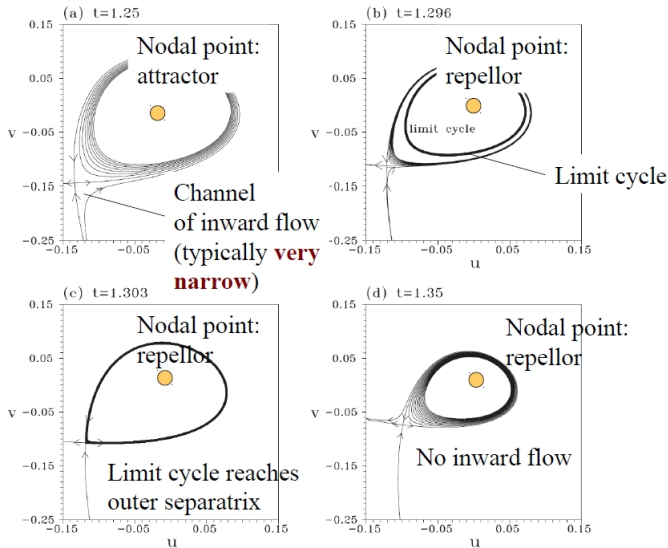 (a) t=1.25
Nodal point:
attractor
0.15
0.05
v
-0.05
-0.15
-0.25
-0.15
-0.05
0.05
0.15
Channel
of inward flow
(typically very
narrow)
(b) t=1.296
Nodal point:
repellor
0.15
0.05
v
-0.05
-0.15
-0.25
limit cycle
Limit cycle
-0.15
-0.05
0.05
0.15
u
(c) t=1.303
Nodal point:
repellor
0.15
0.05
v
-0.05
-0.15
-0.25
Limit cycle reaches
outer separatrix
-0.15
-0.05
0.05
0.15
u
(d) t=1.35
Nodal point:
repellor
0.15
0.05
v
-0.05
-0.15
-0.25
No inward flow
-0.15
-0.05
0.05
0.15
u